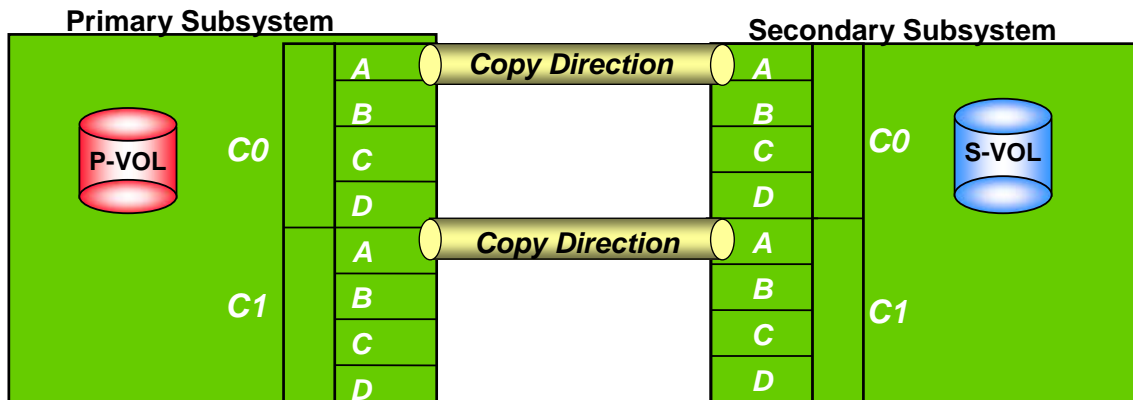 Primary Subsystem
Secondary Subsystem
P-VOL
C0
A
B
C
D
C1
A
B
C
D
Copy Direction
Copy Direction
A
B
C
D
C0
A
B
C
D
C1
S-VOL